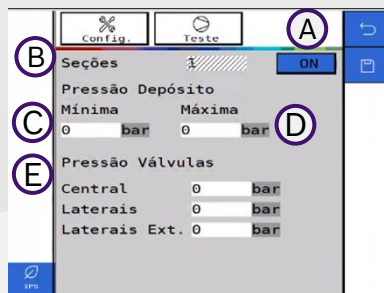 Config. Teste A
B Seções 1 ON
Pressão Depósito
Mínima Máxima
C 0 bar 0 bar D
Pressão Válvulas
E
Central 0 bar
Laterais 0 bar
Laterais Ext. 0 bar
IPS